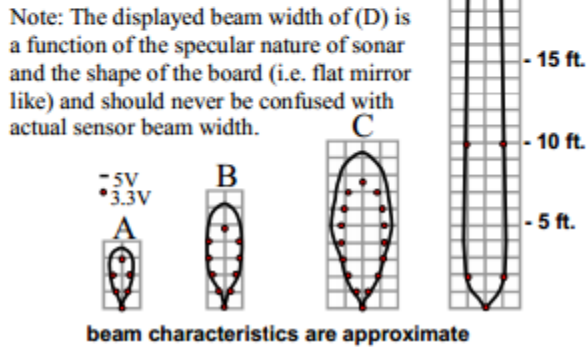 Note: The displayed beam width of (D) is
a function of the specular nature of sonar
and the shape of the board (i.e. flat mirror
like) and should never be confused with
actual sensor beam width.
- 15 ft.
C
- 10 ft.
B
- 5V
• 3.3V
A
- 5 ft.
beam characteristics are approximate